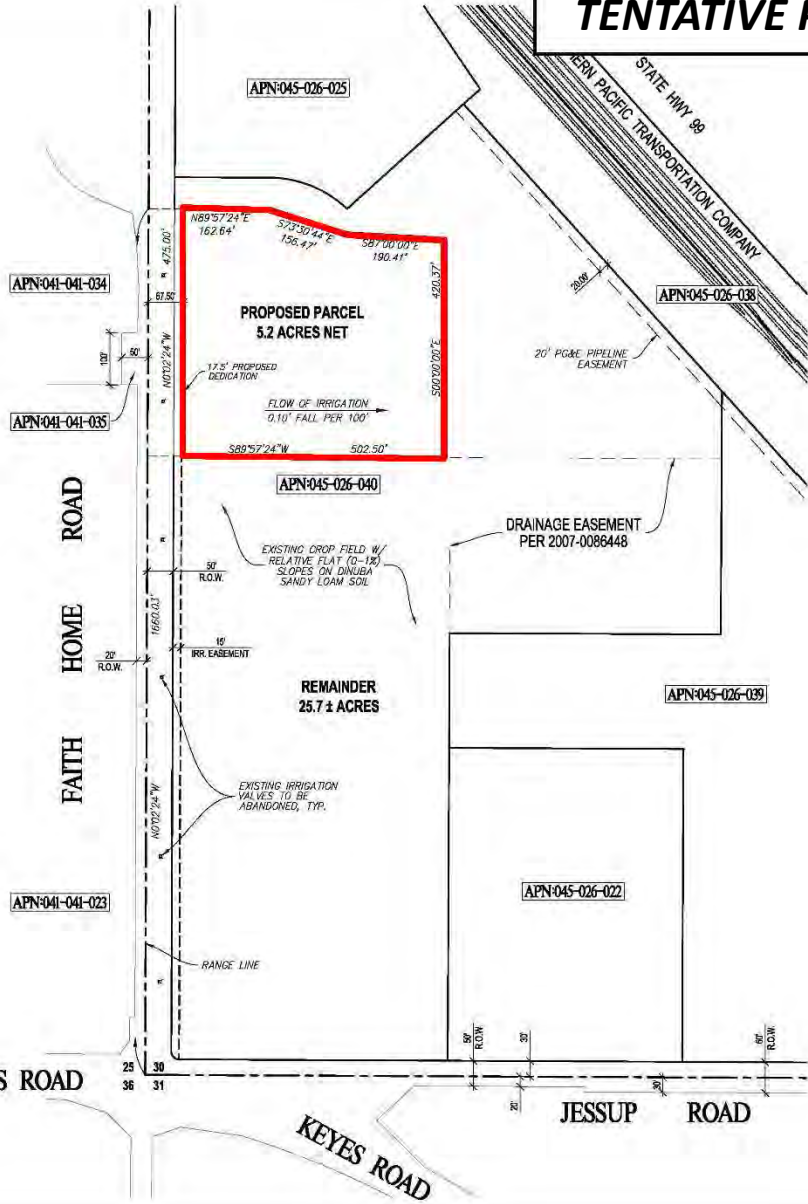 TENTATIVE
STATE HWY 99
ERN PACIFIC TRANSPORTATION COMPANY
APN:045-026-025
N89°57'24"E
162.64'
S73°50'44"E
156.47'
S87°00'00"E
190.41'
475.00'
67.50'
N0°02'24"W
420.37'
S00°00'00"E
PROPOSED PARCEL
5.2 ACRES NET
17.5' PROPOSED
DEDICATION
FLOW OF IRRIGATION
0.10' FALL PER 100'
S89°57'24"W
502.50'
APN:041-041-034
100'
60'
APN:041-041-035
20.00'
APN:045-026-038
20' PG&E PIPELINE
EASEMENT
APN:045-026-040
DRAINAGE EASEMENT
PER 2007-0086448
EXISTING CROP FIELD W/
RELATIVE FLAT (0-1%)
SLOPES ON DINUBA
SANDY LOAM SOIL
50'
R.O.W.
1660.03'
20'
R.O.W.
15'
IRR. EASEMENT
REMAINDER
25.7 ± ACRES
APN:045-026-039
FAITH HOME ROAD
EXISTING IRRIGATION
VALVES TO BE
ABANDONED, TYP.
N0°02'24"W
APN:041-041-023
APN:045-026-022
RANGE LINE
50'
R.O.W.
30'
60'
R.O.W.
25 30
36 31
S ROAD
20'
30'
JESSUP ROAD
KEYES ROAD